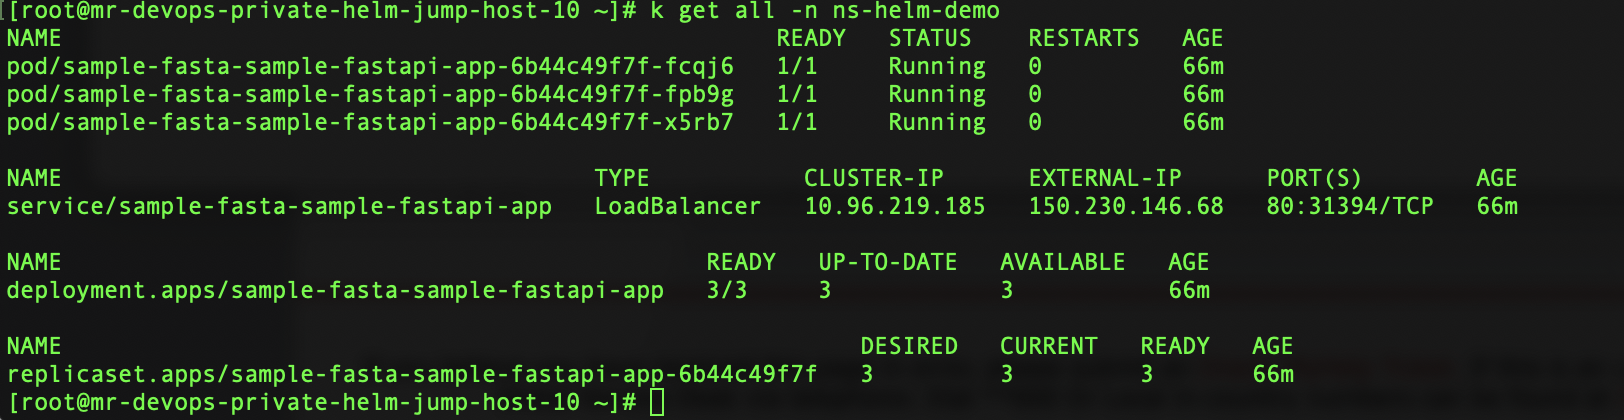 [root@mr-devops-private-helm-jump-host-10 ~]# k get all -n ns-helm-demo
NAME READY STATUS RESTARTS AGE
pod/sample-fasta-sample-fastapi-app-6b44c49f7f-fcqj6 1/1 Running 0 66m
pod/sample-fasta-sample-fastapi-app-6b44c49f7f-fpb9g 1/1 Running 0 66m
pod/sample-fasta-sample-fastapi-app-6b44c49f7f-x5rb7 1/1 Running 0 66m
NAME TYPE CLUSTER-IP EXTERNAL-IP PORT(S) AGE
service/sample-fasta-sample-fastapi-app LoadBalancer 10.96.219.185 150.230.146.68 80:31394/TCP 66m
NAME READY UP-TO-DATE AVAILABLE AGE
deployment.apps/sample-fasta-sample-fastapi-app 3/3 3 3 66m
NAME DESIRED CURRENT READY AGE
replicaset.apps/sample-fasta-sample-fastapi-app-6b44c49f7f 3 3 3 66m
[root@mr-devops-private-helm-jump-host-10 ~]#